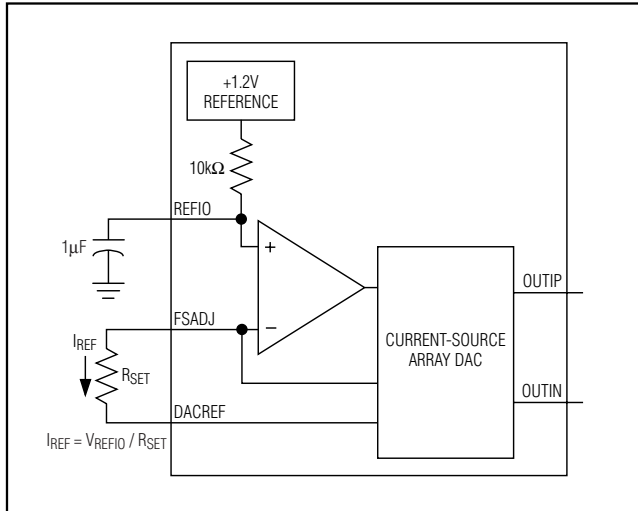 +1.2V
REFERENCE
10kΩ
REFIO
1µF
+
OUTIP
FSADJ
−
CURRENT-SOURCE
ARRAY DAC
IREF
RSET
OUTIN
DACREF
IREF = VREFIO / RSET